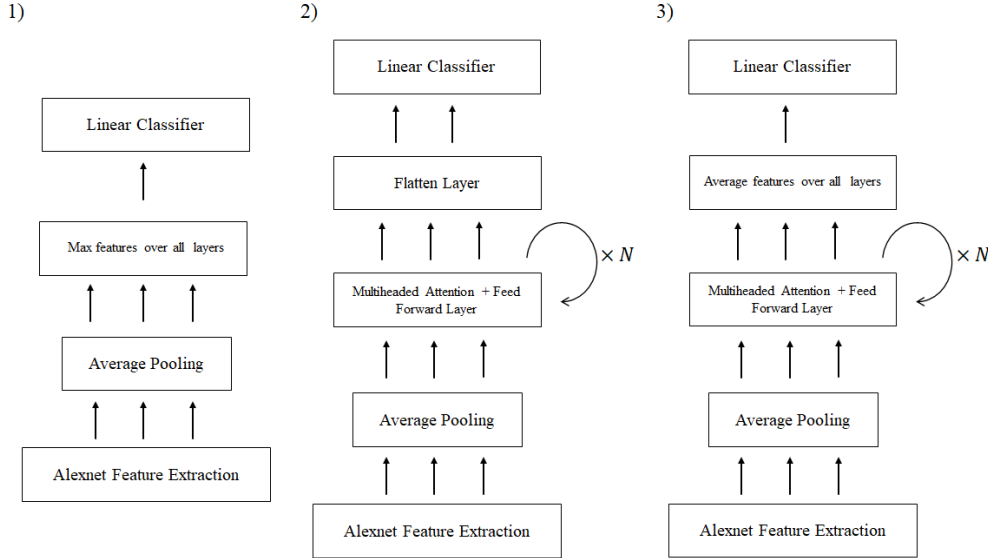 1)
Linear Classifier
Max features over all layers
Average Pooling
Alexnet Feature Extraction
2)
Linear Classifier
Flatten Layer
× N
Multiheaded Attention + Feed
Forward Layer
Average Pooling
Alexnet Feature Extraction
3)
Linear Classifier
Average features over all layers
× N
Multiheaded Attention + Feed
Forward Layer
Average Pooling
Alexnet Feature Extraction